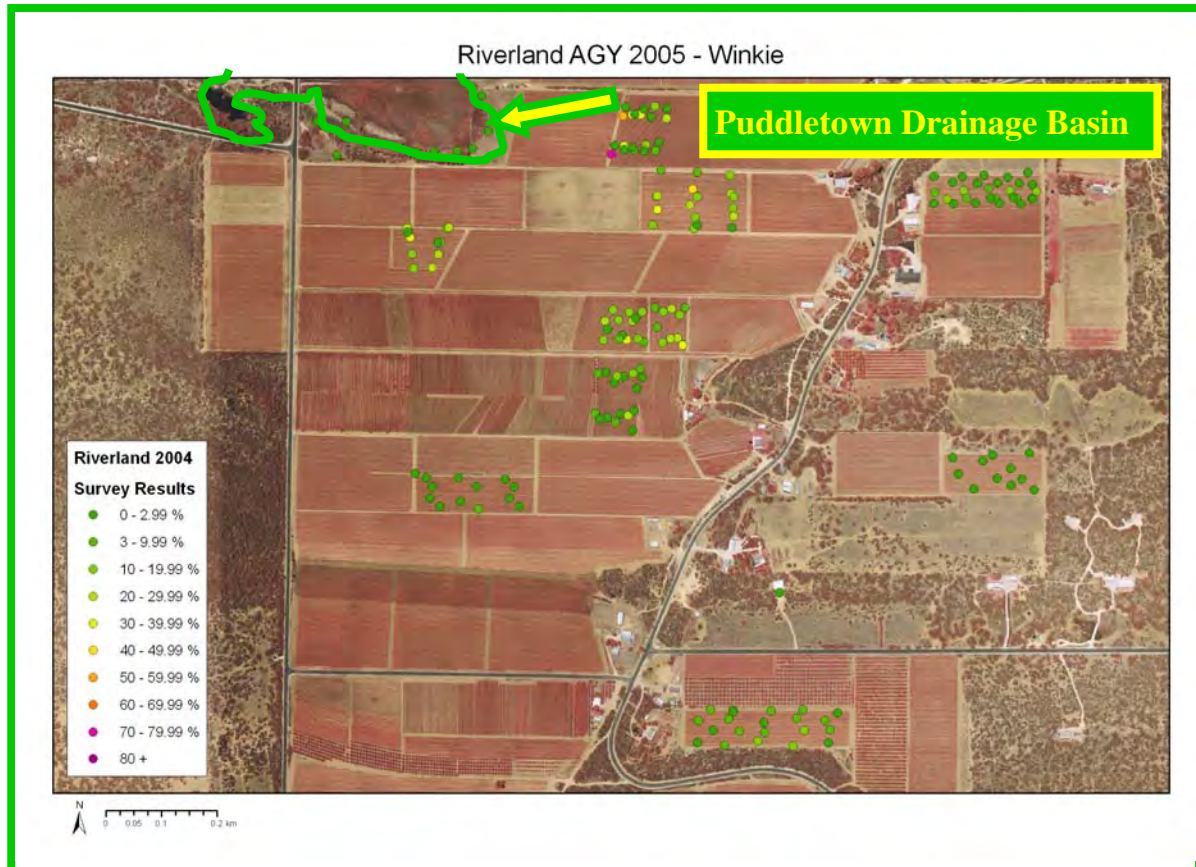 Riverland AGY 2005 - Winkie
Puddletown Drainage Basin
Riverland 2004
Survey Results
0 - 2.99 %
3 - 9.99 %
10 - 19.99 %
20 - 29.99 %
30 - 39.99 %
40 - 49.99 %
50 - 59.99 %
60 - 69.99 %
70 - 79.99 %
80 +
N
0 0.05 0.1 0.2 km